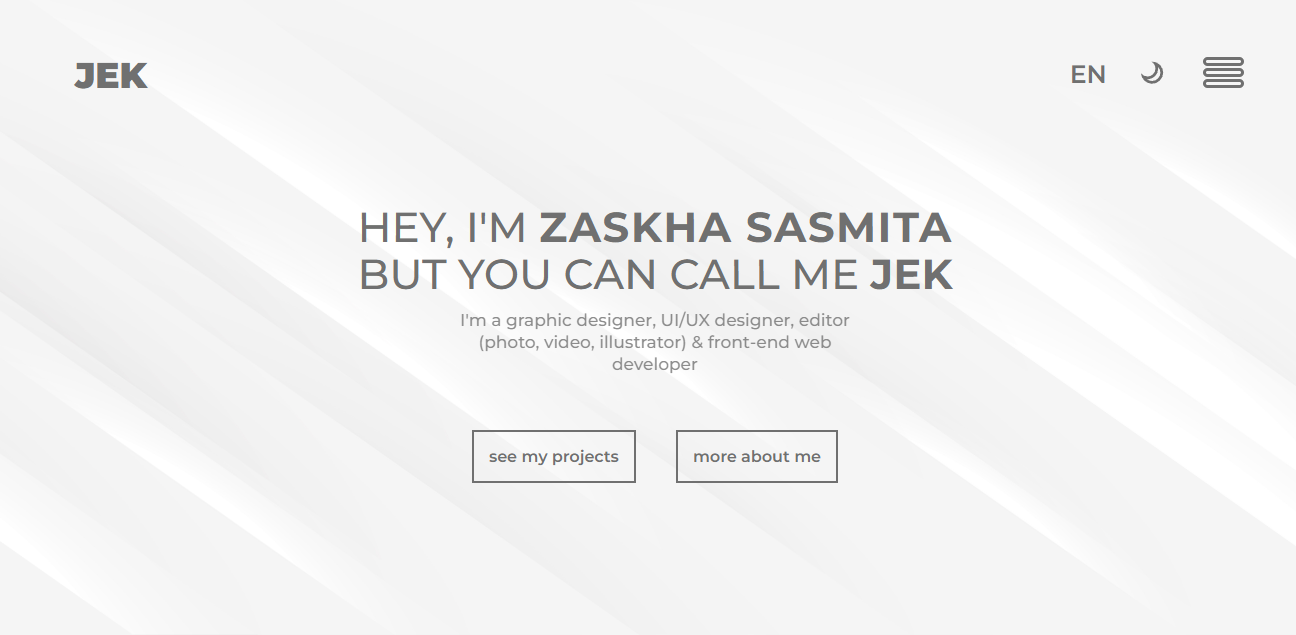 JEK
EN
HEY, I'M ZASKHA SASMITA
BUT YOU CAN CALL ME JEK
I'm a graphic designer, UI/UX designer, editor
(photo, video, illustrator) & front-end web
developer
see my projects
more about me